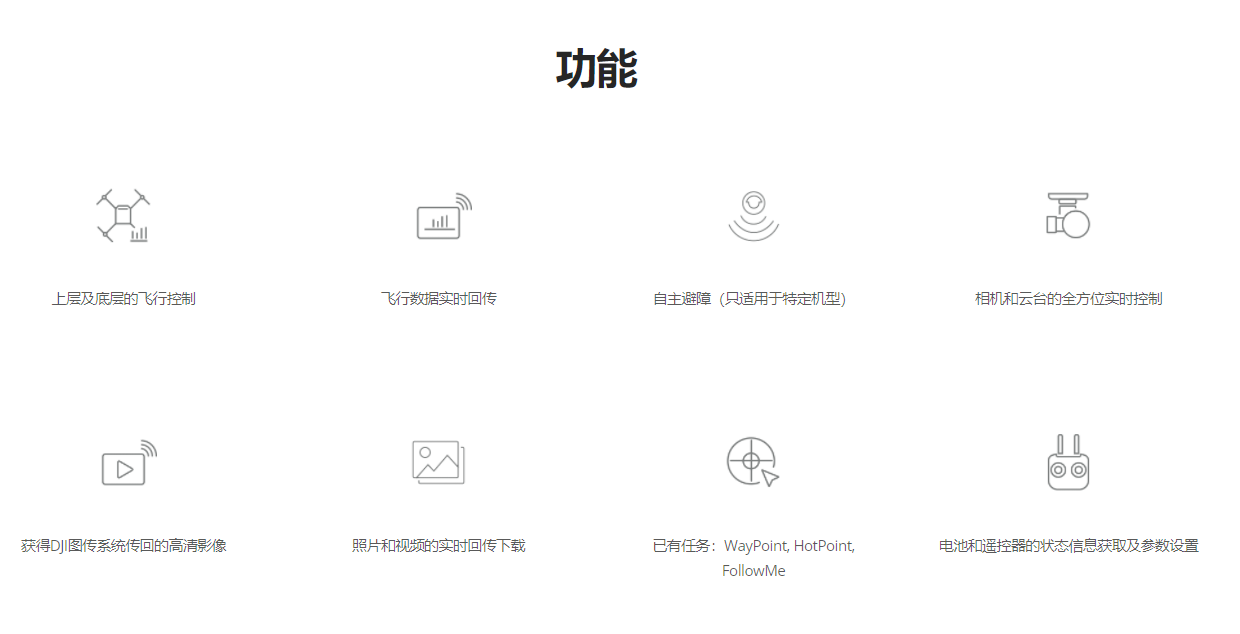 功能
上层及底层的飞行控制
飞行数据实时回传
自主避障（只适用于特定机型）
相机和云台的全方位实时控制
获得DJI图传系统传回的高清影像
照片和视频的实时回传下载
已有任务：WayPoint, HotPoint,
FollowMe
电池和遥控器的状态信息获取及参数设置